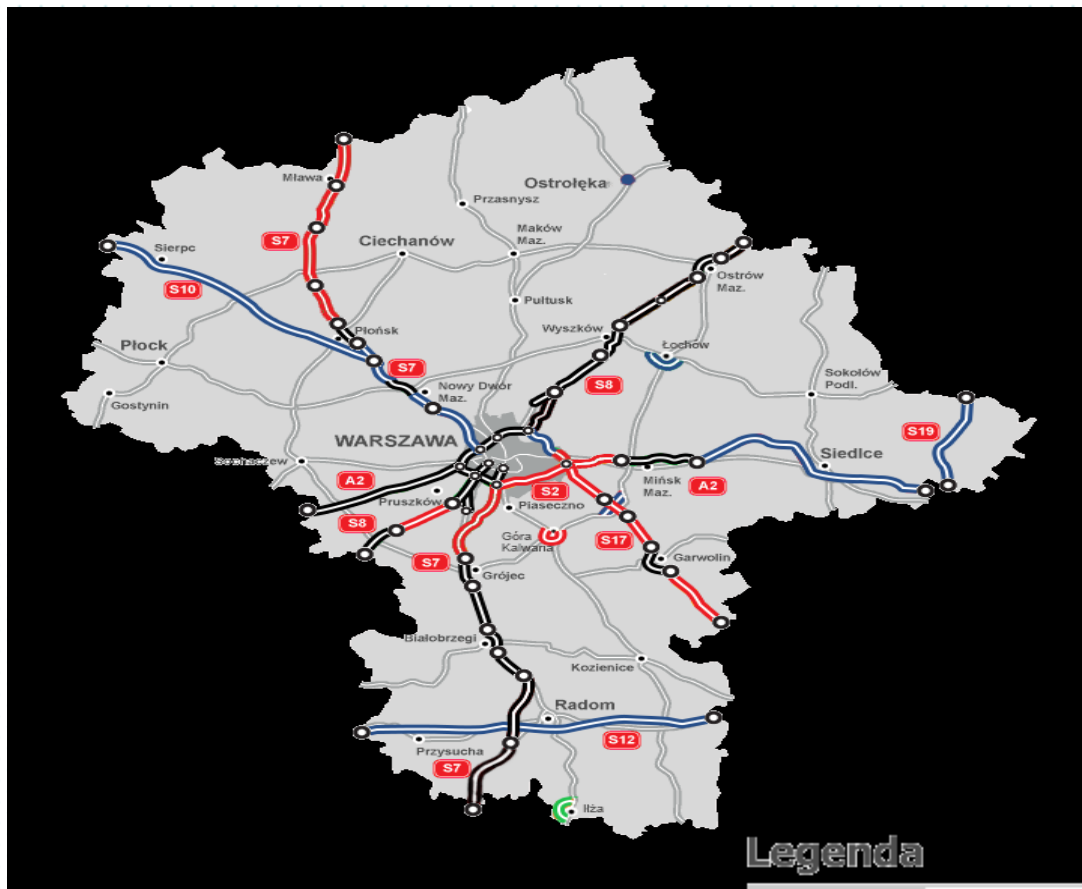 Mława
Ostrołęka
Przasnysz
S7
Ciechanów
Maków
Maz.
Sierpc
Ostrów
Maz.
S10
Pułtusk
Płońsk
Wyszków
Płock
Łochów
S7
Sokołów
Podl.
Nowy Dwór
Maz.
S8
Gostynin
S19
WARSZAWA
Siedlce
Sochaczew
Mińsk
Maz.
A2
S2
A2
Pruszków
Piaseczno
S8
Góra
Kalwaria
S17
S7
Garwolin
Grójec
Białobrzegi
Kozienice
Radom
S12
Przysucha
S7
Iłża
Legenda